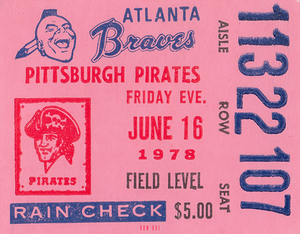 ATLANTA
Braves
PITTSBURGH PIRATES
FRIDAY EVE.
JUNE 16
1978
PIRATES
FIELD LEVEL
RAIN CHECK $5.00
113 22 107
AISLE ROW SEAT